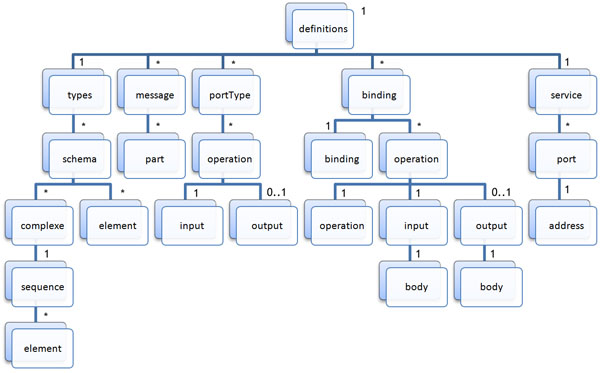 1
definitions
1 * * * 1
types message portType binding service
* * * 1 * *
schema part operation binding operation port
* * 1 0..1 1 1 0..1 1
complexe element input output operation input output address
1 1 1
sequence body body
*
element